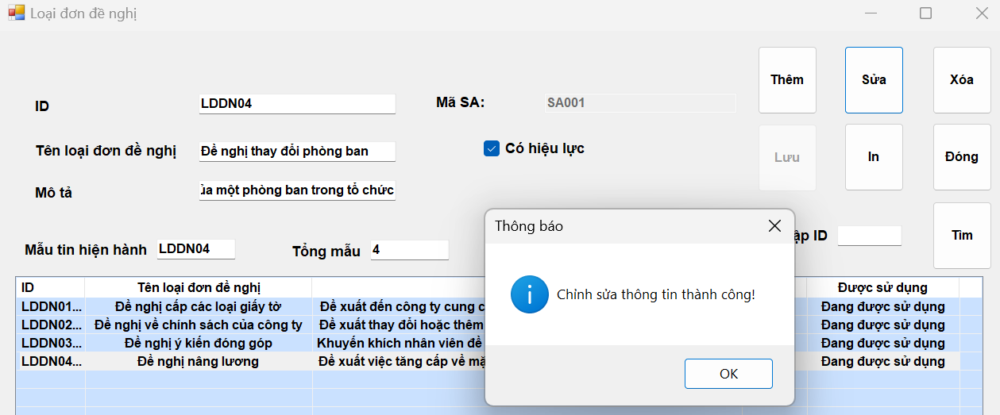 Loại đơn đề nghị
Thêm Sửa Xóa
ID LDDN04 Mã SA: SA001
Tên loại đơn đề nghị Đề nghị thay đổi phòng ban Có hiệu lực
Lưu In Đóng
Mô tả của một phòng ban trong tổ chức
Thông báo
Mẫu tin hiện hành LDDN04 Tổng mẫu 4 ID Tìm
ID Tên loại đơn đề nghị Được sử dụng
LDDN01... Đề nghị cấp các loại giấy tờ Đề xuất đến công ty cung c Đang được sử dụng
LDDN02... Đề nghị về chính sách của công ty Đề xuất thay đổi hoặc thêm Đang được sử dụng
LDDN03... Đề nghị ý kiến đóng góp Khuyến khích nhân viên đề Đang được sử dụng
LDDN04... Đề nghị nâng lương Đề xuất việc tăng cấp về mặ Đang được sử dụng
Chỉnh sửa thông tin thành công!
OK